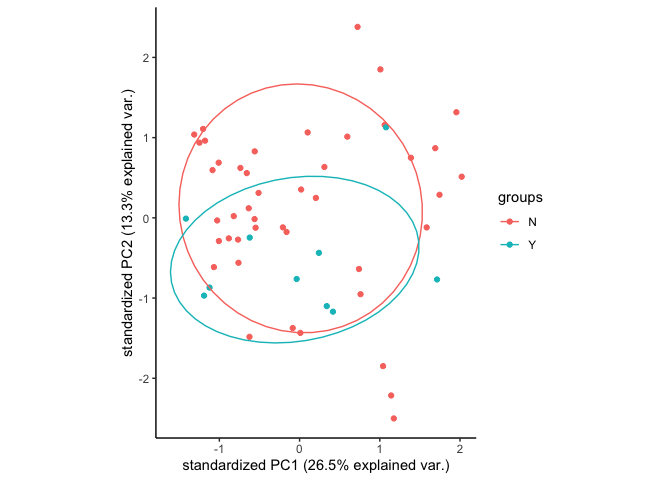 2
1
0
-1
-2
standardized PC2 (13.3% explained var.)
-1
0
1
2
standardized PC1 (26.5% explained var.)
groups
N
Y